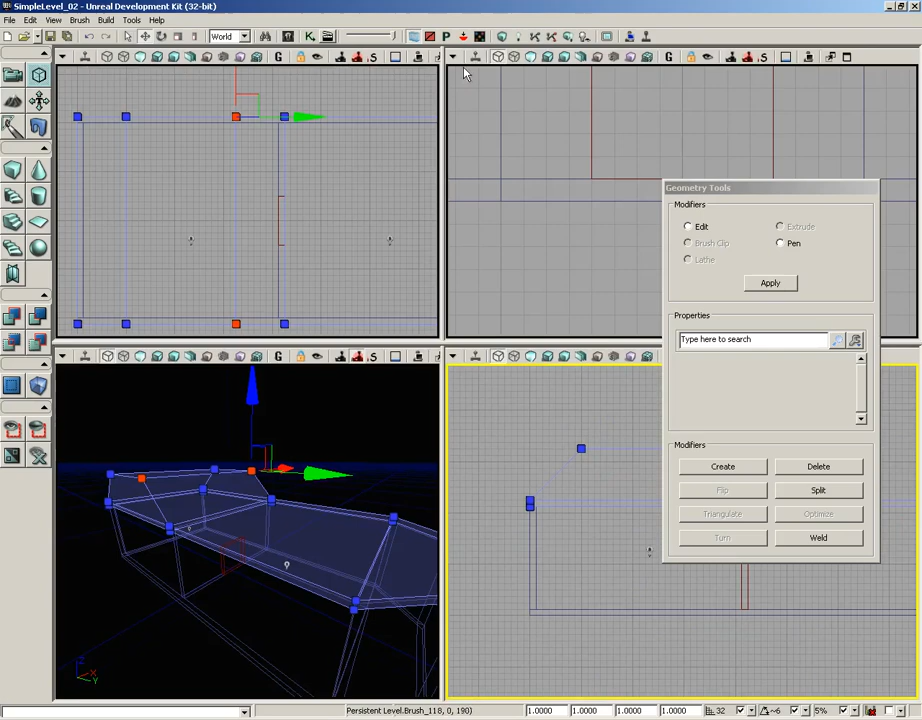 SimpleLevel_02 - Unreal Development Kit (32-bit)
File Edit View Brush Build Tools Help
World
G S
G S
Geometry Tools
Modifiers
Edit Extrude
Brush Clip Pen
Lathe
Apply
Properties
Type here to search
G S
G
Modifiers
Create Delete
Flip Split
Triangulate Optimize
Turn Weld
Z
X
Y
Persistent Level.Brush_118, 0, 190) 1.0000 1.0000 1.0000 1.0000 32 ~6 5%